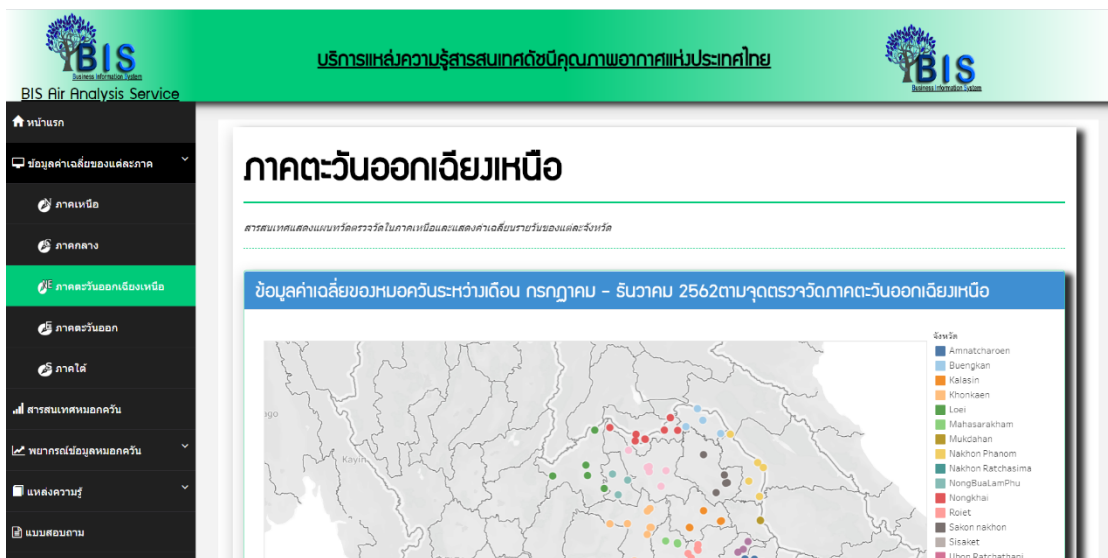 BIS
Business Information System
BIS Air Analysis Service
บริการแหล่งความรู้สารสนเทศดัชนีคุณภาพอากาศแห่งประเทศไทย
BIS
Business Information System
หน้าแรก
ข้อมูลค่าเฉลี่ยของแต่ละภาค
ภาคเหนือ
ภาคกลาง
ภาคตะวันออกเฉียงเหนือ
ภาคตะวันออก
ภาคใต้
สารสนเทศหมอกควัน
พยากรณ์ข้อมูลหมอกควัน
แหล่งความรู้
แบบสอบถาม
ภาคตะวันออกเฉียงเหนือ
สารสนเทศแสดงแผนทวัดตรวจวัดในภาคเหนือและแสดงค่าเฉลี่ยนรายวันของแต่ละจังหวัด
ข้อมูลค่าเฉลี่ยของหมอควันระหว่างเดือน กรกฎาคม - ธันวาคม 2562ตามจุดตรวจวัดภาคตะวันออกเฉียงเหนือ
Kayin
จังหวัด
Amnatcharoen
Buengkan
Kalasin
Khonkaen
Loei
Mahasarakham
Mukdahan
Nakhon Phanom
Nakhon Ratchasima
NongBuaLamPhu
Nongkhai
Roiet
Sakon nakhon
Sisaket
Ubon Ratchathani